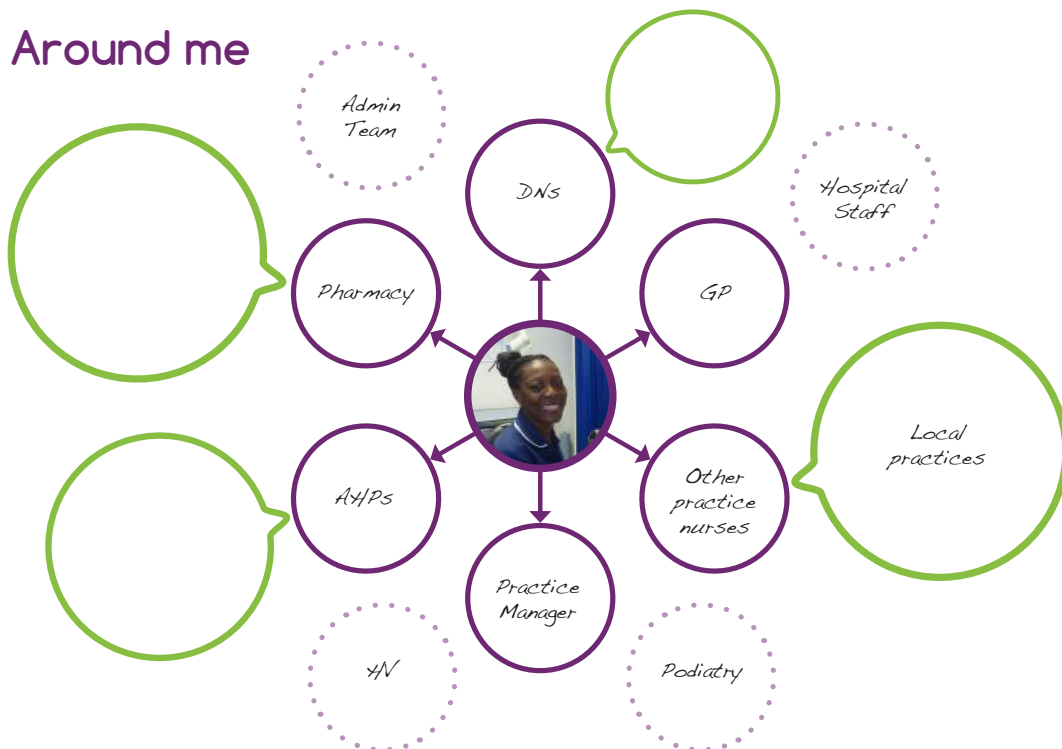 Around me
Admin
Team
DNs
Hospital
Staff
Pharmacy
GP
Local
practices
AHPs
Other
practice
nurses
Practice
Manager
HV
Podiatry